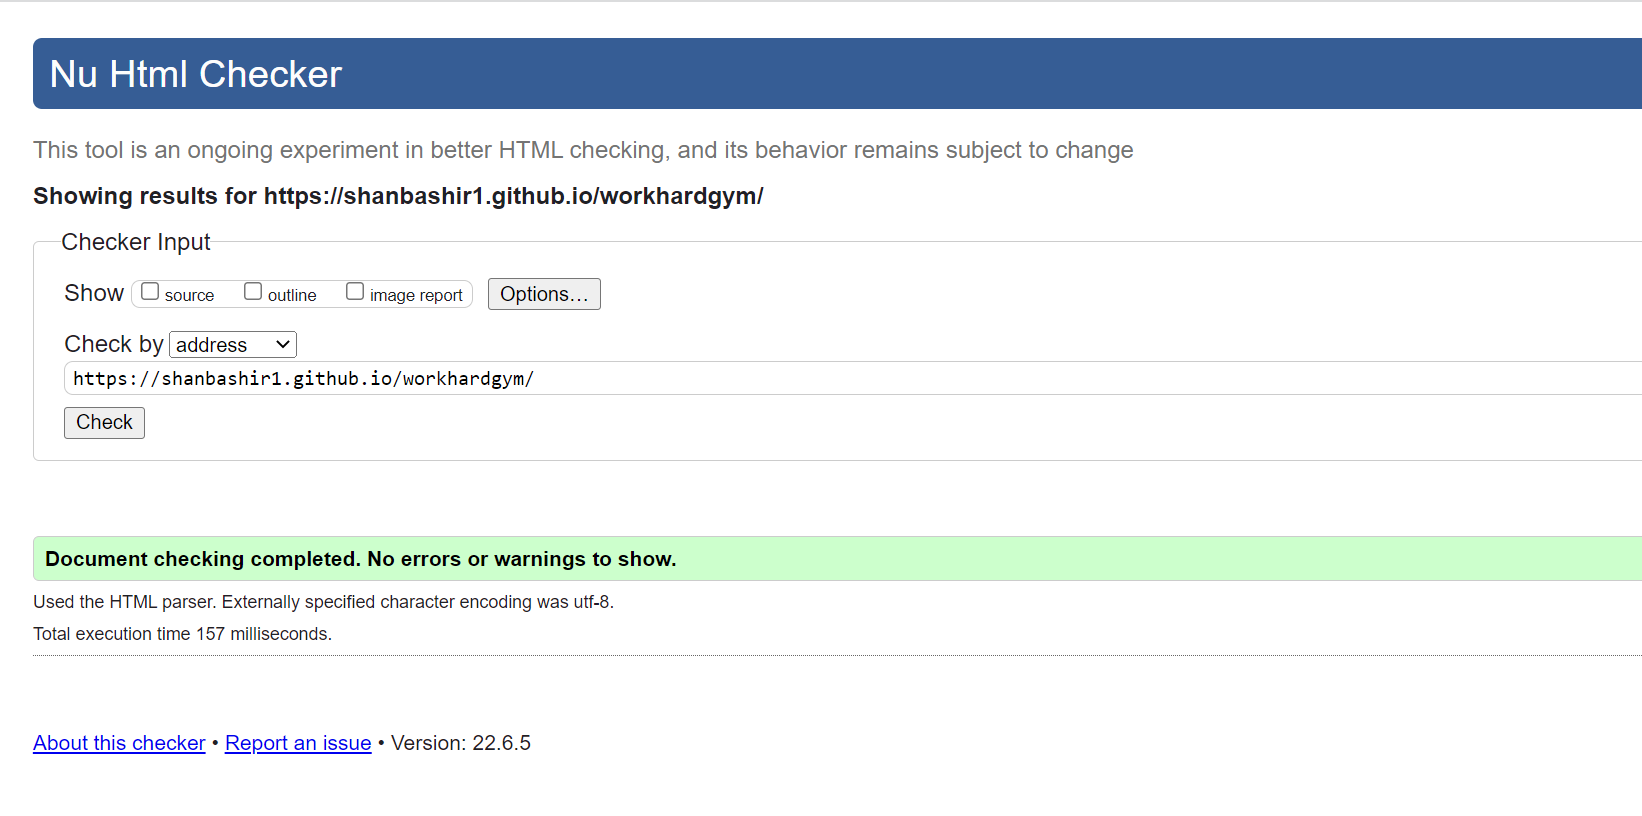 Nu Html Checker
This tool is an ongoing experiment in better HTML checking, and its behavior remains subject to change
Showing results for https://shanbashir1.github.io/workhardgym/
Checker Input
Show source outline image report Options...
Check by address
https://shanbashir1.github.io/workhardgym/
Check
Document checking completed. No errors or warnings to show.
Used the HTML parser. Externally specified character encoding was utf-8.
Total execution time 157 milliseconds.
About this checker • Report an issue • Version: 22.6.5